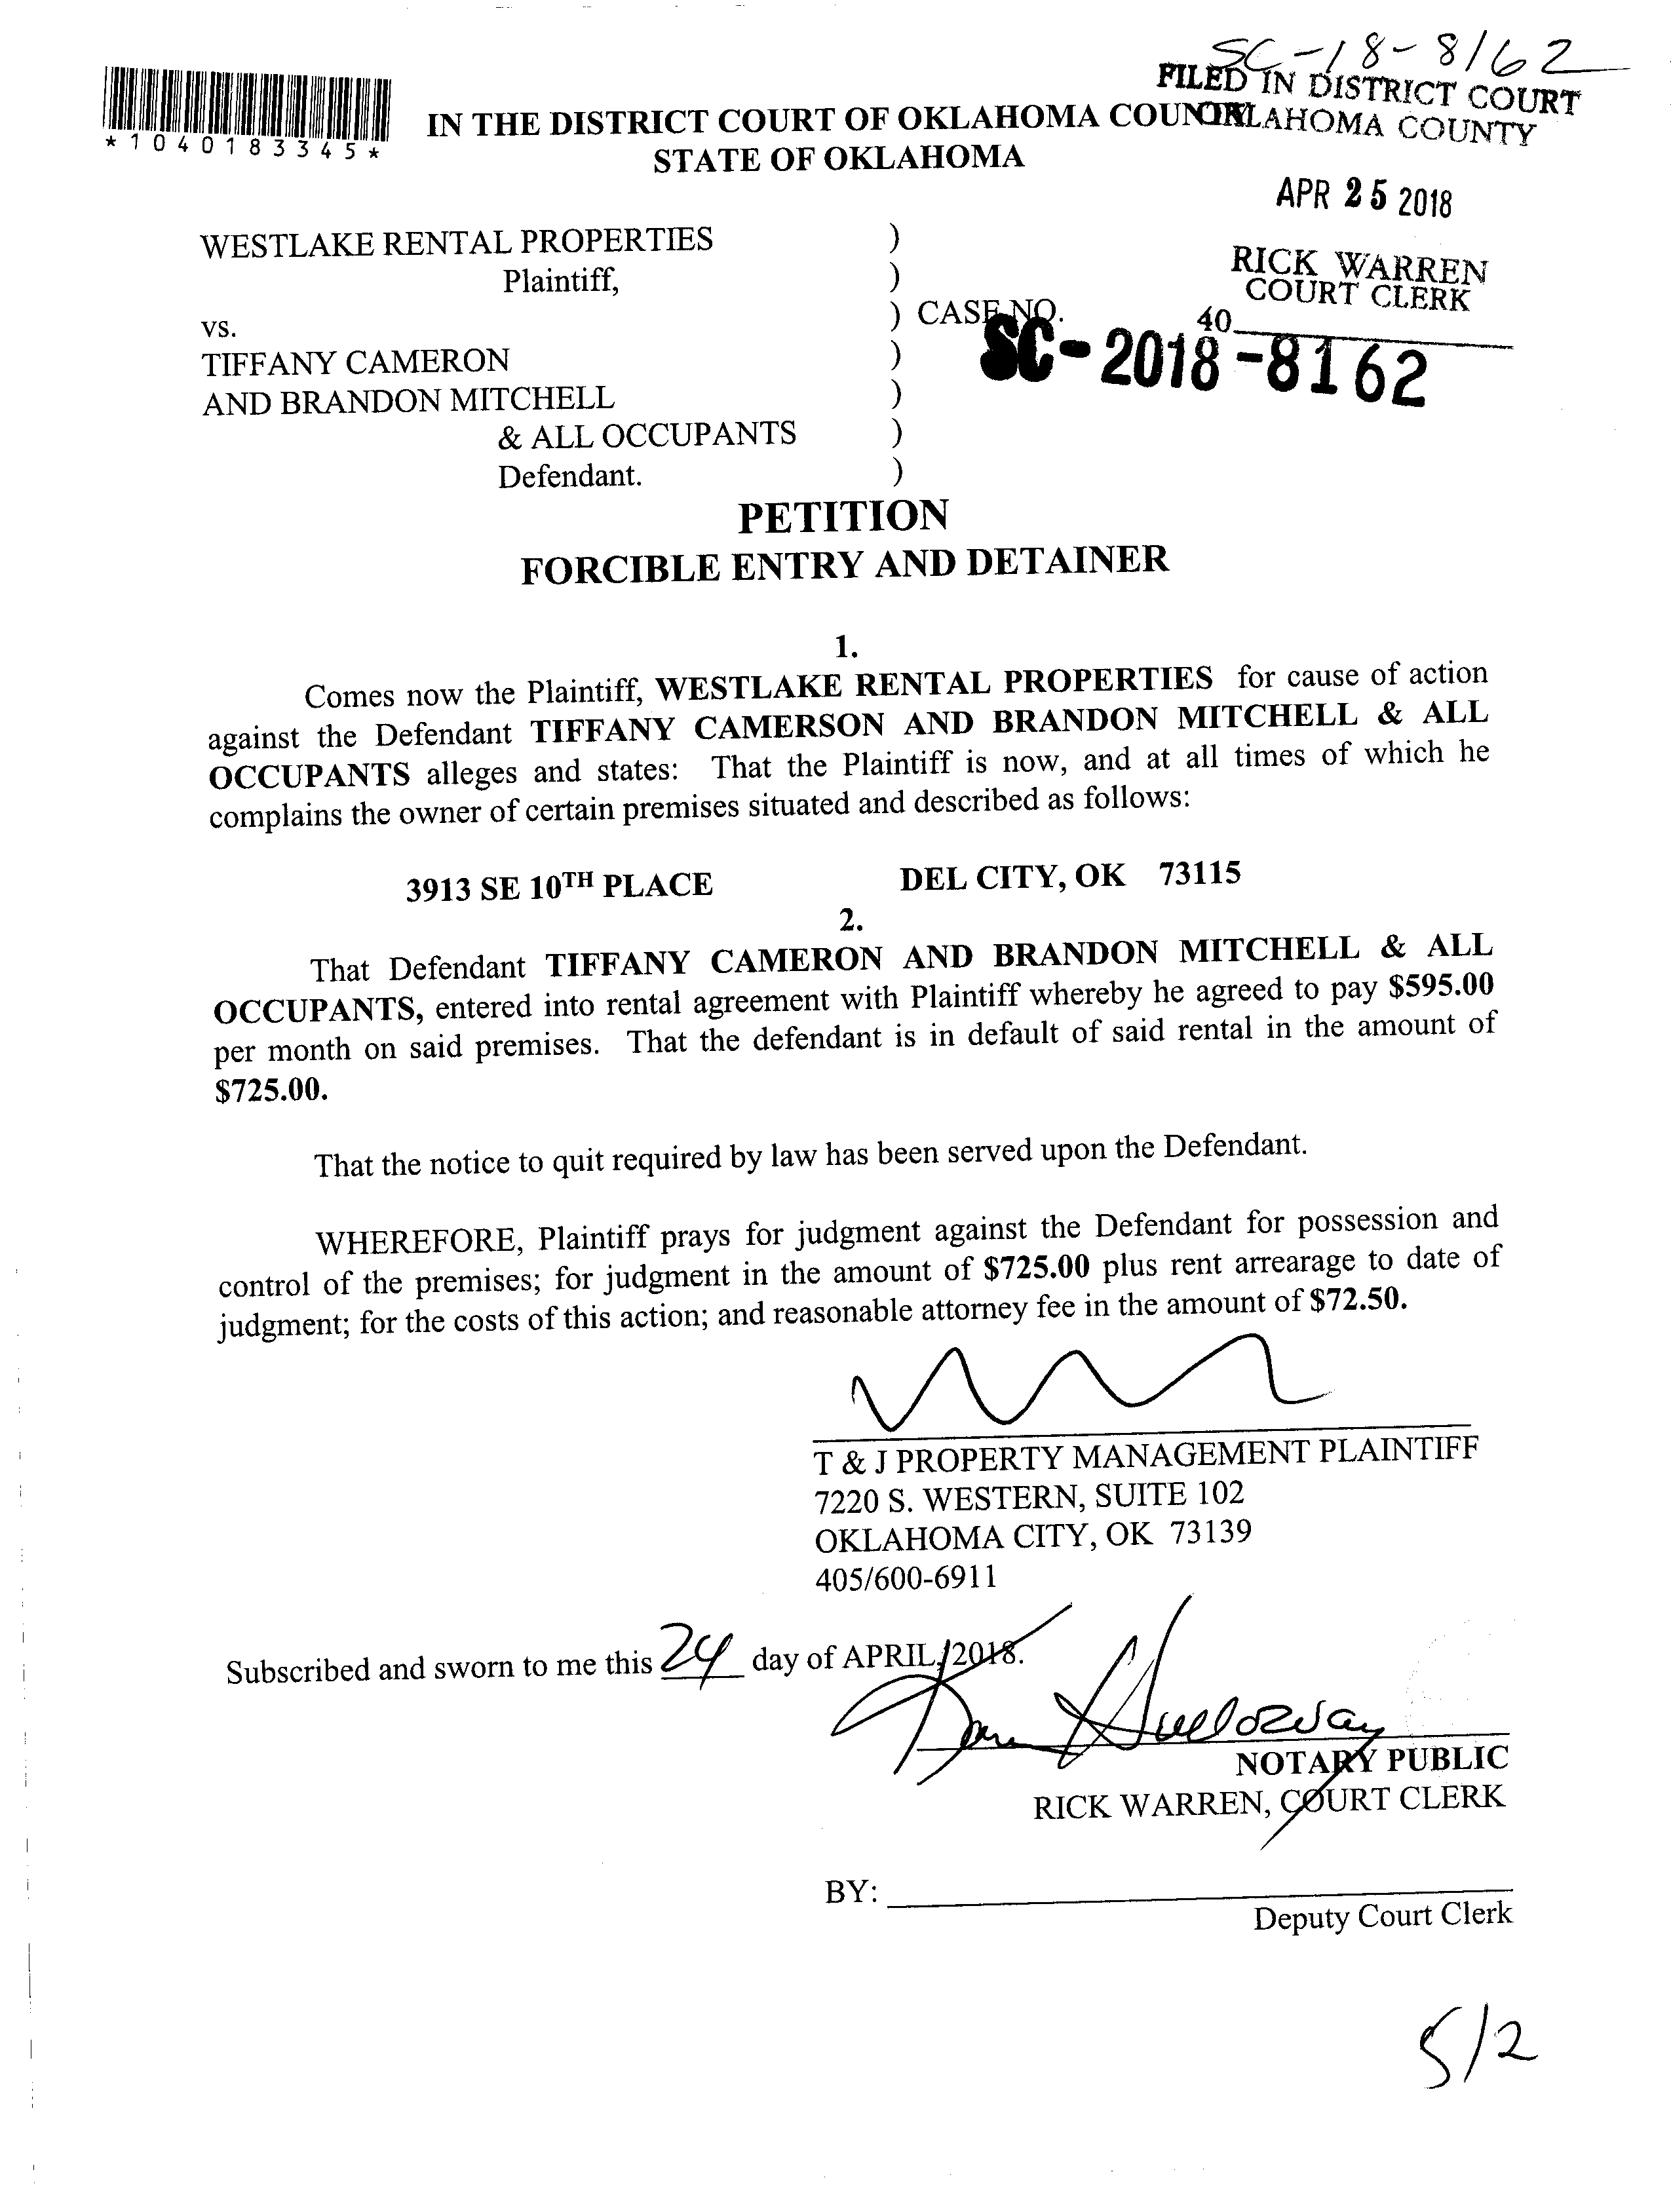 SC-18-8162
FILED IN DISTRICT COURT
OKLAHOMA COUNTY
*1040183345*
IN THE DISTRICT COURT OF OKLAHOMA COUNTY
STATE OF OKLAHOMA
APR 25 2018
RICK WARREN
COURT CLERK
40
WESTLAKE RENTAL PROPERTIES )
Plaintiff, )
vs. ) CASE NO.
SC-2018-8162
TIFFANY CAMERON )
AND BRANDON MITCHELL )
& ALL OCCUPANTS )
Defendant. )
PETITION
FORCIBLE ENTRY AND DETAINER
1.
Comes now the Plaintiff, WESTLAKE RENTAL PROPERTIES for cause of action
against the Defendant TIFFANY CAMERSON AND BRANDON MITCHELL & ALL
OCCUPANTS alleges and states: That the Plaintiff is now, and at all times of which he
complains the owner of certain premises situated and described as follows:
3913 SE 10TH PLACE DEL CITY, OK 73115
2.
That Defendant TIFFANY CAMERON AND BRANDON MITCHELL & ALL
OCCUPANTS, entered into rental agreement with Plaintiff whereby he agreed to pay $595.00
per month on said premises. That the defendant is in default of said rental in the amount of
$725.00.
That the notice to quit required by law has been served upon the Defendant.
WHEREFORE, Plaintiff prays for judgment against the Defendant for possession and
control of the premises; for judgment in the amount of $725.00 plus rent arrearage to date of
judgment; for the costs of this action; and reasonable attorney fee in the amount of $72.50.
T & J PROPERTY MANAGEMENT PLAINTIFF
7220 S. WESTERN, SUITE 102
OKLAHOMA CITY, OK 73139
405/600-6911
Subscribed and sworn to me this 24 day of APRIL, 2018.
NOTARY PUBLIC
RICK WARREN, COURT CLERK
BY:
Deputy Court Clerk
5/2